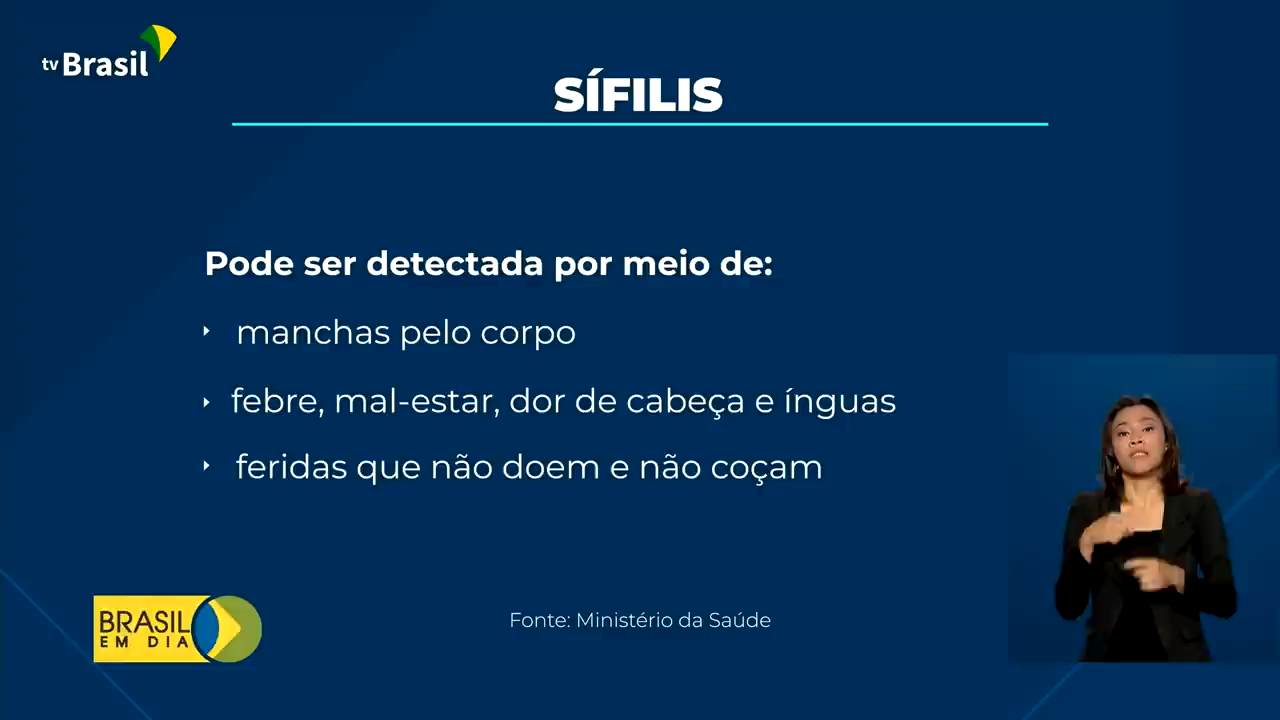 tv Brasil
SÍFILIS
Pode ser detectada por meio de:
manchas pelo corpo
febre, mal-estar, dor de cabeça e ínguas
feridas que não doem e não coçam
BRASIL
EM DIA
Fonte: Ministério da Saúde